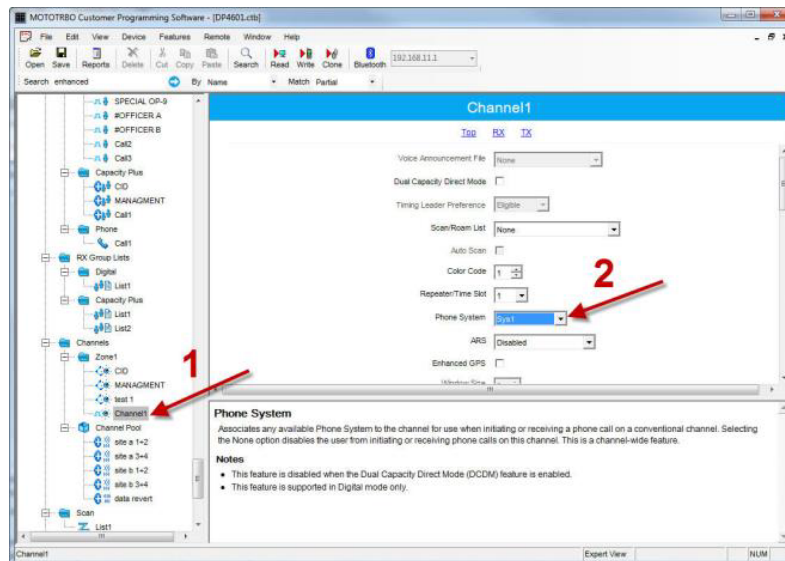 MOTOTRBO Customer Programming Software - [DP4601.ctb]
File Edit View Device Features Remote Window Help
Open Save Reports Delete Cut Copy Paste Search Read Write Clone Bluetooth 192.168.11.1
Search enhanced By Name Match Partial
SPECIAL OP-9
#OFFICER A
#OFFICER B
Call2
Call3
Capacity Plus
CID
MANAGMENT
Call1
Phone
Call1
RX Group Lists
Digital
List1
Capacity Plus
List1
List2
Channels
Zone1
CID
MANAGMENT
test 1
Channel1
Channel Pool
site a 1+2
site a 3+4
site b 1+2
site b 3+4
data revert
Scan
List1
1
Channel1
Top RX TX
Voice Announcement File None
Dual Capacity Direct Mode
Timing Leader Preference Eligible
Scan/Roam List None
Auto Scan
Color Code 1
Repeater/Time Slot 1
2
Phone System Sys1
ARS Disabled
Enhanced GPS
Window Size
Phone System
Associates any available Phone System to the channel for use when initiating or receiving a phone call on a conventional channel. Selecting
the None option disables the user from initiating or receiving phone calls on this channel. This is a channel-wide feature.
Notes
• This feature is disabled when the Dual Capacity Direct Mode (DCDM) feature is enabled.
• This feature is supported in Digital mode only.
Channel1 Expert View NUM